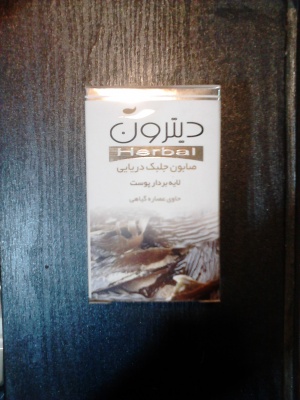 دیترون
Herbal
صابون جلبک دریایی
لایه بردار پوست
حاوی عصاره گیاهی